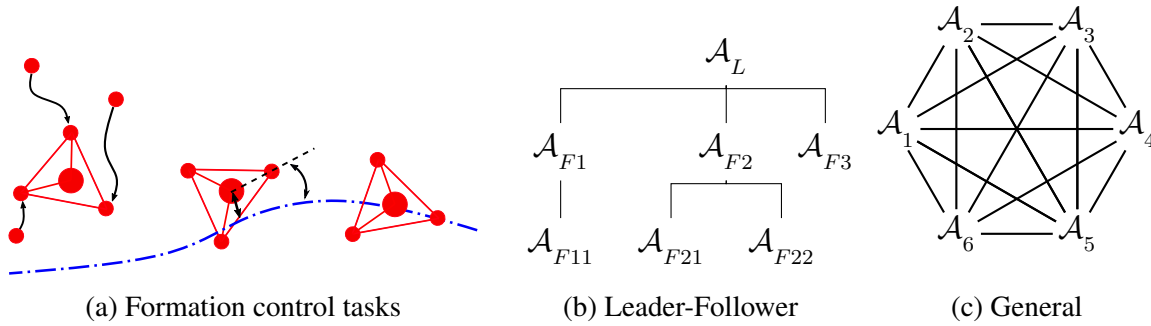 𝒜_L
𝒜_F1 𝒜_F2 𝒜_F3
𝒜_F11 𝒜_F21 𝒜_F22
𝒜_2 𝒜_3
𝒜_1 𝒜_4
𝒜_6 𝒜_5
(a) Formation control tasks
(b) Leader-Follower
(c) General